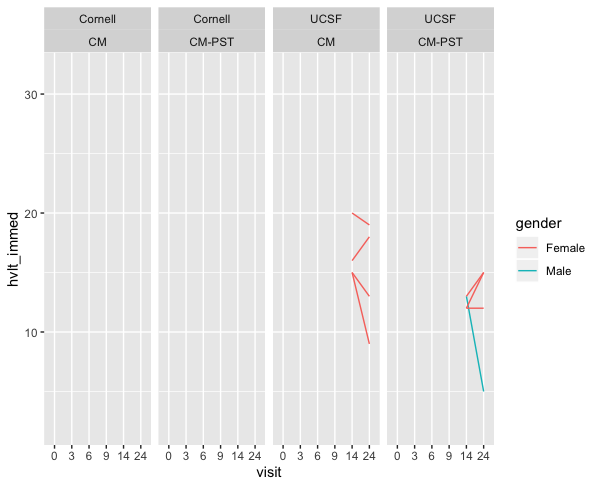 Cornell Cornell UCSF UCSF
CM CM-PST CM CM-PST
30
20
10
hvlt_immed
0 3 6 9 14 24 0 3 6 9 14 24 0 3 6 9 14 24 0 3 6 9 14 24
visit
gender
Female
Male